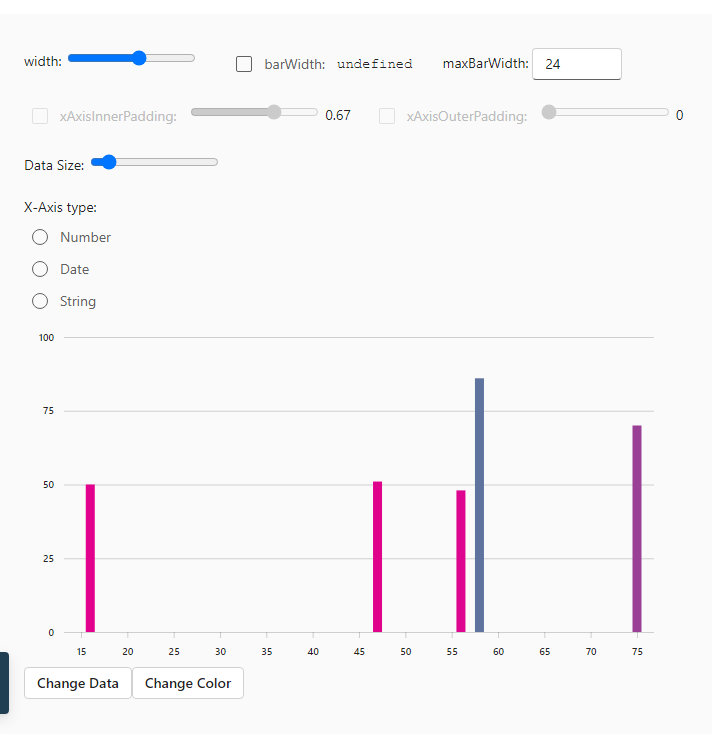 width: barWidth: undefined maxBarWidth: 24
xAxisInnerPadding: 0.67 xAxisOuterPadding: 0
Data Size:
X-Axis type:
Number
Date
String
100
75
50
25
0
15 20 25 30 35 40 45 50 55 60 65 70 75
Change Data Change Color